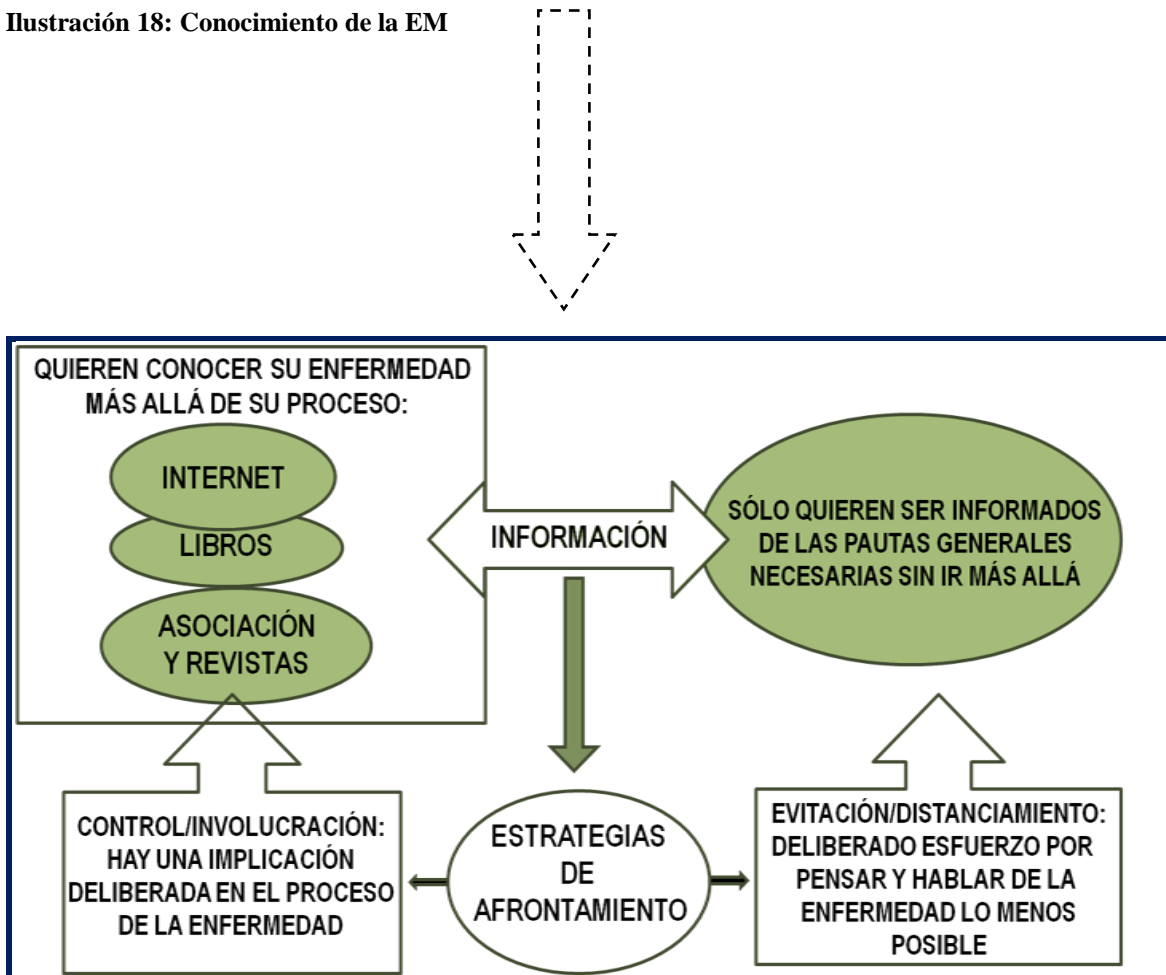 Ilustración 18: Conocimiento de la EM
QUIEREN CONOCER SU ENFERMEDAD
MÁS ALLÁ DE SU PROCESO:
INTERNET
LIBROS
ASOCIACIÓN
Y REVISTAS
INFORMACIÓN
SÓLO QUIEREN SER INFORMADOS
DE LAS PAUTAS GENERALES
NECESARIAS SIN IR MÁS ALLÁ
CONTROL/INVOLUCRACIÓN:
HAY UNA IMPLICACIÓN
DELIBERADA EN EL PROCESO
DE LA ENFERMEDAD
ESTRATEGIAS
DE
AFRONTAMIENTO
EVITACIÓN/DISTANCIAMIENTO:
DELIBERADO ESFUERZO POR
PENSAR Y HABLAR DE LA
ENFERMEDAD LO MENOS
POSIBLE